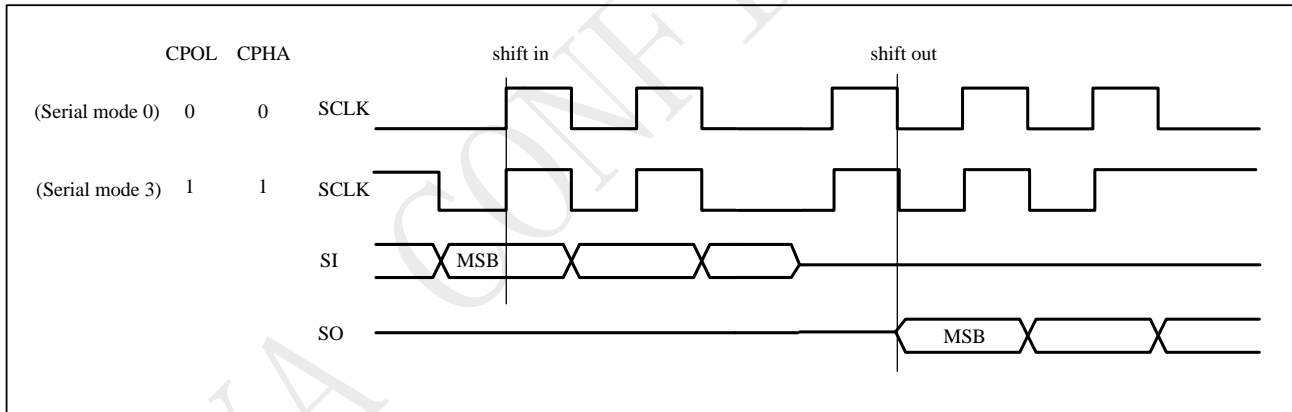 CPOL CPHA shift in shift out
(Serial mode 0) 0 0 SCLK
(Serial mode 3) 1 1 SCLK
SI MSB
SO MSB